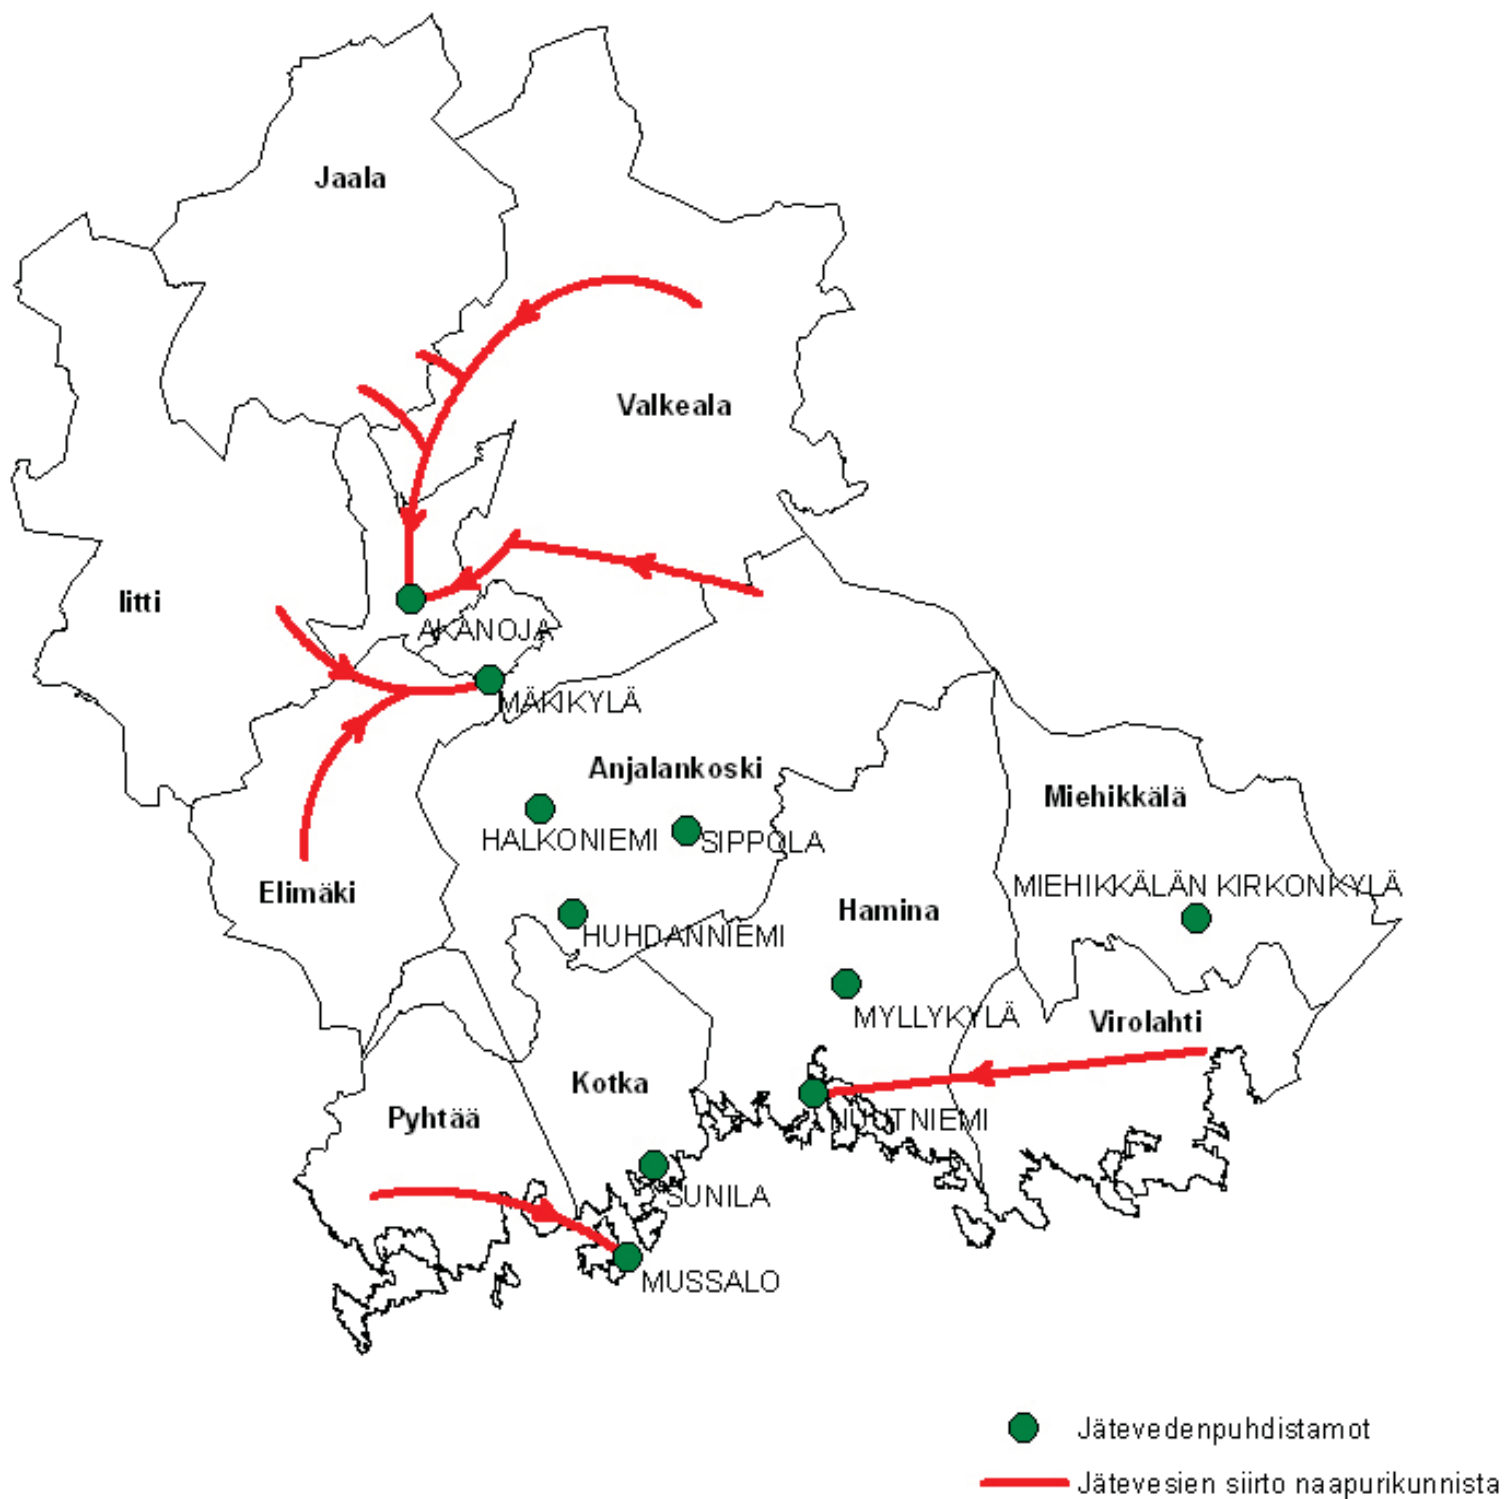 Jaala
Valkeala
Iitti
AKANOJA
MÄKIKYLÄ
Anjalankoski
Miehikkälä
HALKONIEMI
SIPPOLA
Elimäki
MIEHIKKÄLÄN KIRKONKYLÄ
Hamina
HUHDANNIEMI
MYLLYKYLÄ
Virolahti
Kotka
Pyhtää
SUNILA
MUSSALO
Jätevedenpuhdistamot
Jätevesien siirto naapurikunnista